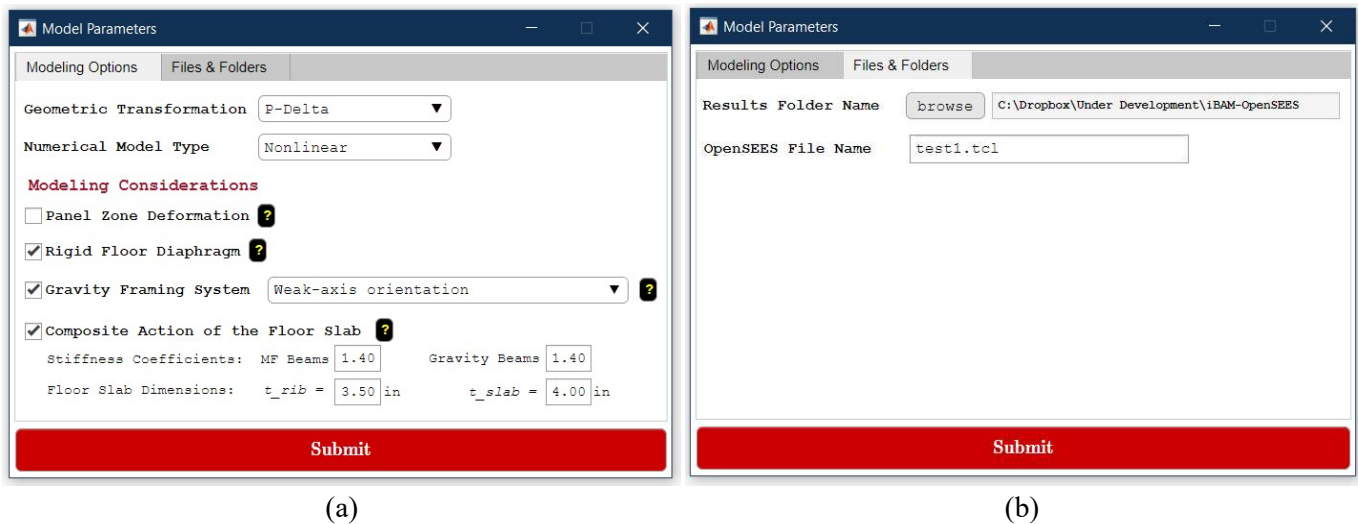 Model Parameters
Modeling Options Files & Folders
Geometric Transformation P-Delta
Numerical Model Type Nonlinear
Modeling Considerations
Panel Zone Deformation ?
Rigid Floor Diaphragm ?
Gravity Framing System Weak-axis orientation ?
Composite Action of the Floor Slab ?
Stiffness Coefficients: MF Beams 1.40 Gravity Beams 1.40
Floor Slab Dimensions: t_rib = 3.50 in t_slab = 4.00 in
Submit
(a)
Model Parameters
Modeling Options Files & Folders
Results Folder Name browse C:\Dropbox\Under Development\iBAM-OpenSEES
OpenSEES File Name test1.tcl
Submit
(b)